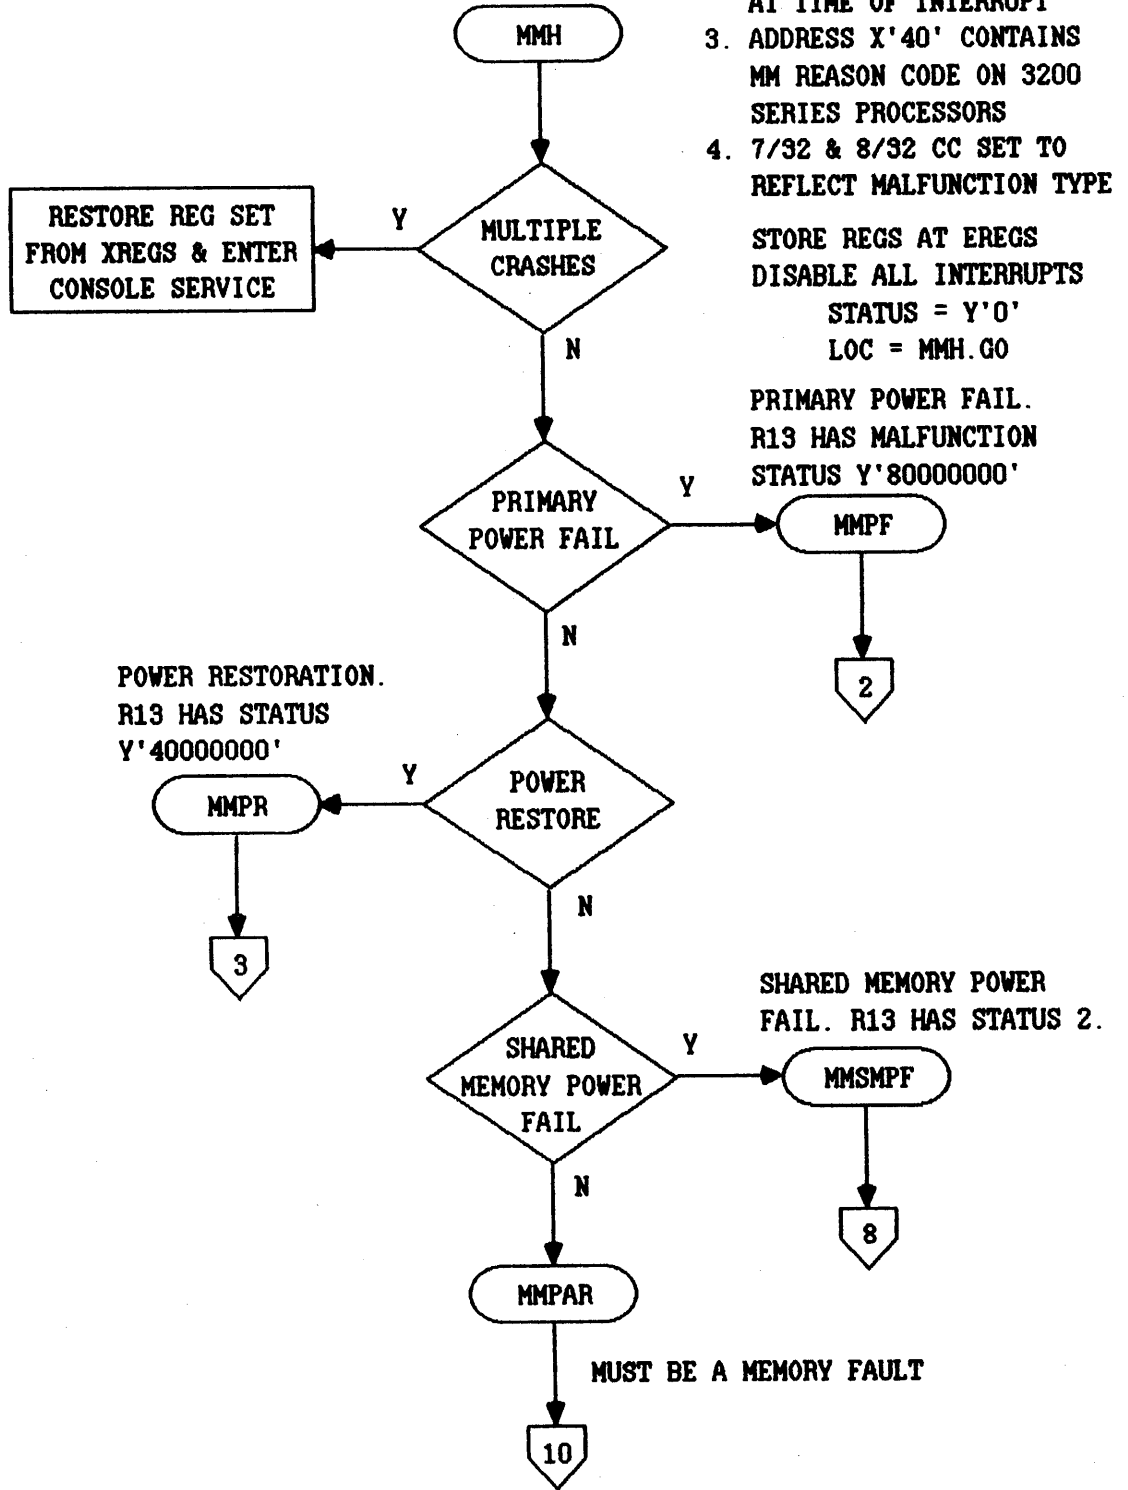 AT TIME OF INTERRUPT
MMH
3. ADDRESS X'40' CONTAINS
MM REASON CODE ON 3200
SERIES PROCESSORS
4. 7/32 & 8/32 CC SET TO
REFLECT MALFUNCTION TYPE
RESTORE REG SET
FROM XREGS & ENTER
CONSOLE SERVICE
Y
MULTIPLE
CRASHES
STORE REGS AT EREGS
DISABLE ALL INTERRUPTS
STATUS = Y'0'
LOC = MMH.GO
N
PRIMARY POWER FAIL.
R13 HAS MALFUNCTION
STATUS Y'80000000'
PRIMARY
POWER FAIL
Y
MMPF
2
N
POWER RESTORATION.
R13 HAS STATUS
Y'40000000'
MMPR
Y
POWER
RESTORE
3
N
SHARED MEMORY POWER
FAIL. R13 HAS STATUS 2.
SHARED
MEMORY POWER
FAIL
Y
MMSMPF
8
N
MMPAR
MUST BE A MEMORY FAULT
10